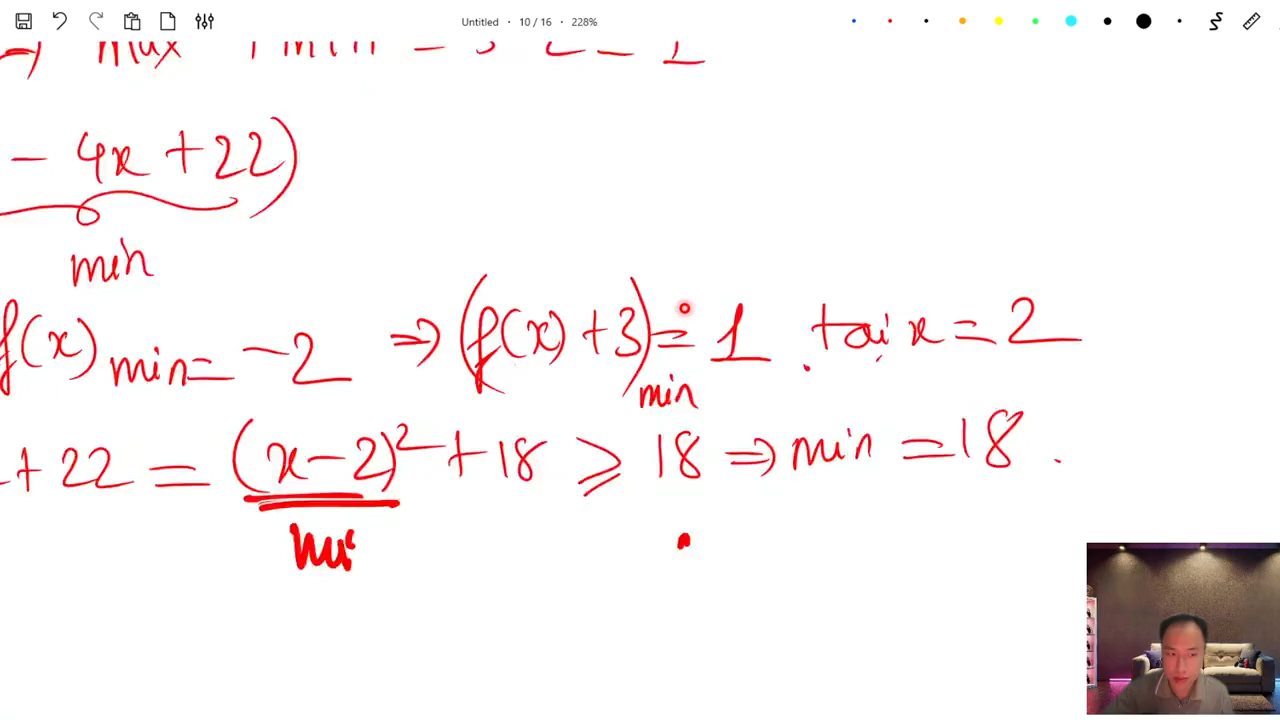 Untitled • 10 / 16 • 228%
− 4x + 22)
min
f(x) min = −2 ⇒ (f(x) + 3) min = 1 . tại x = 2
+ 22 = (x − 2)² + 18 ⩾ 18 ⇒ min = 18 .